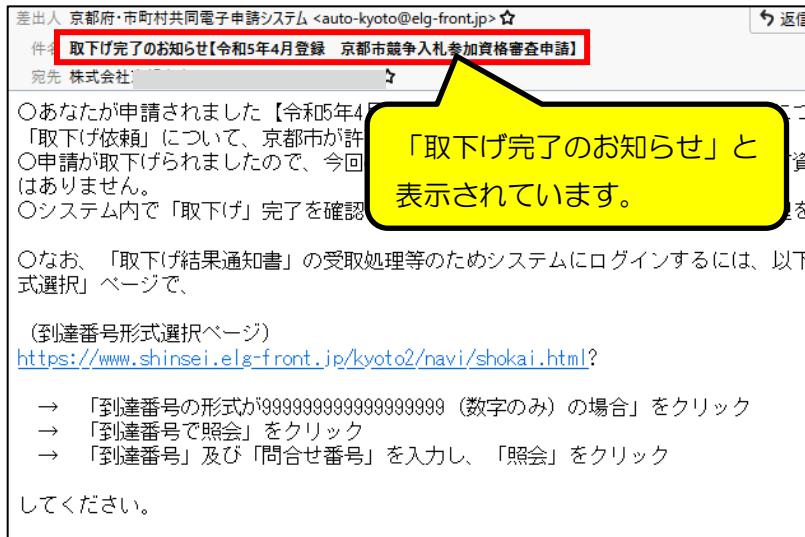 差出人 京都府・市町村共同電子申請システム <auto-kyoto@elg-front.jp>☆
返信
件名 取下げ完了のお知らせ【令和5年4月登録 京都市競争入札参加資格審査申請】
宛先 株式会社
☆
○あなたが申請されました【令和5年4
「取下げ依頼」について、京都市が許
○申請が取下げられましたので、今回
はありません。
○システム内で「取下げ」完了を確認
「取下げ完了のお知らせ」と
表示されています。
○なお、「取下げ結果通知書」の受取処理等のためシステムにログインするには、以下
式選択」ページで、
(到達番号形式選択ページ)
https://www.shinsei.elg-front.jp/kyoto2/navi/shokai.html?
→ 「到達番号の形式が999999999999999999（数字のみ）の場合」をクリック
→ 「到達番号で照会」をクリック
→ 「到達番号」及び「問合せ番号」を入力し、「照会」をクリック
してください。